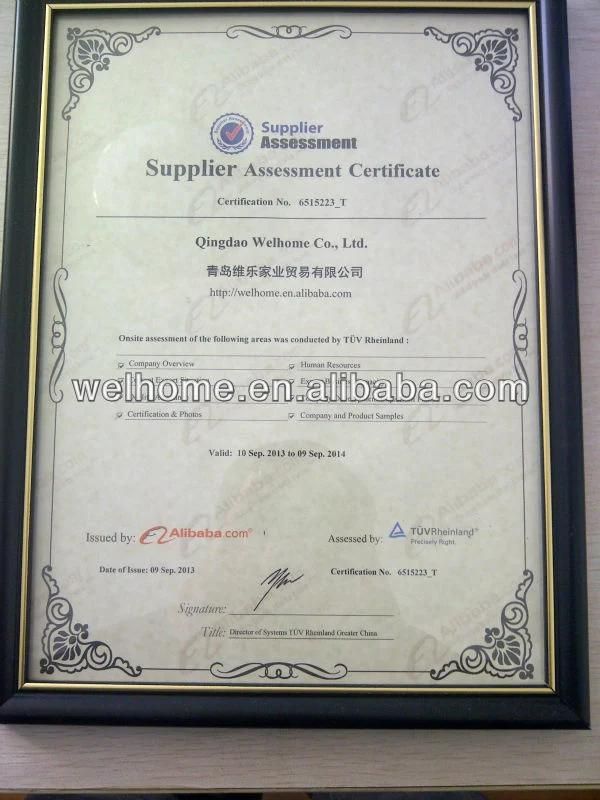 Supplier
Assessment
Supplier Assessment Certificate
Certification No. 6515223_T
Qingdao Welhome Co., Ltd.
青岛维乐家业贸易有限公司
http://welhome.en.alibaba.com
Onsite assessment of the following areas was conducted by TÜV Rheinland :
Company Overview
Human Resources
welhome.en.alibaba.com
Certification & Photos
Company and Product Samples
Valid: 10 Sep. 2013 to 09 Sep. 2014
Issued by: Alibaba.com®
Assessed by: TÜVRheinland®
Precisely Right.
Date of Issue: 09 Sep. 2013
Certification No. 6515223_T
Signature:
Title: Director of Systems TÜV Rheinland Greater China